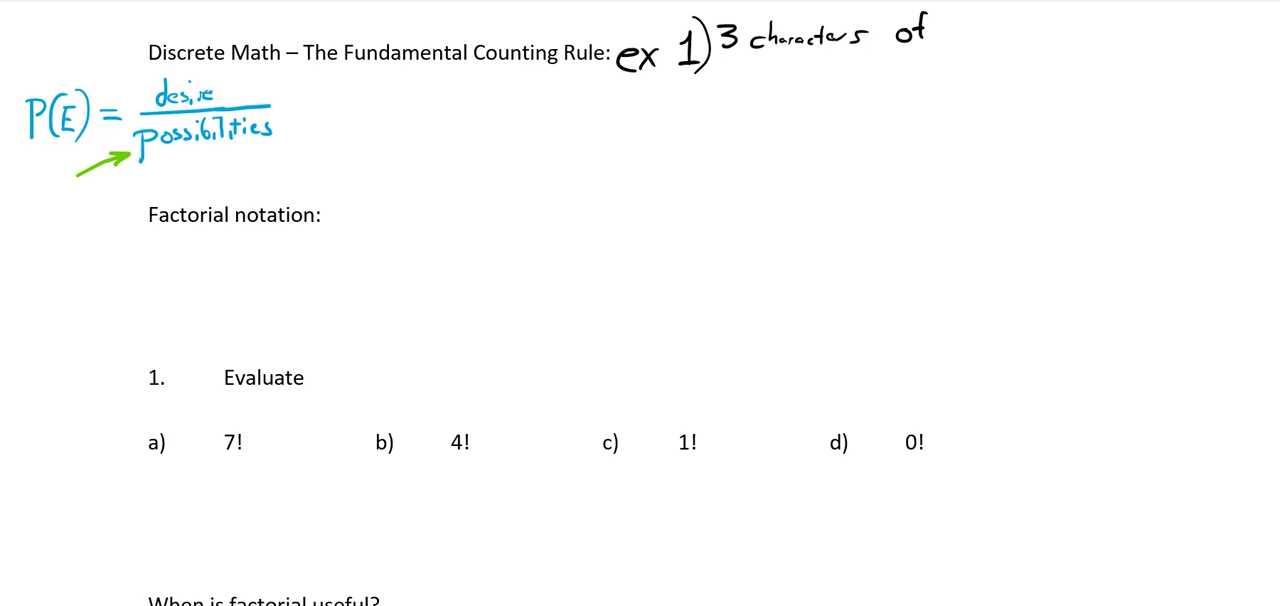 Discrete Math – The Fundamental Counting Rule: ex 1) 3 characters of
P(E) = desire
possibilities
Factorial notation:
1. Evaluate
a) 7! b) 4! c) 1! d) 0!
When is factorial useful?